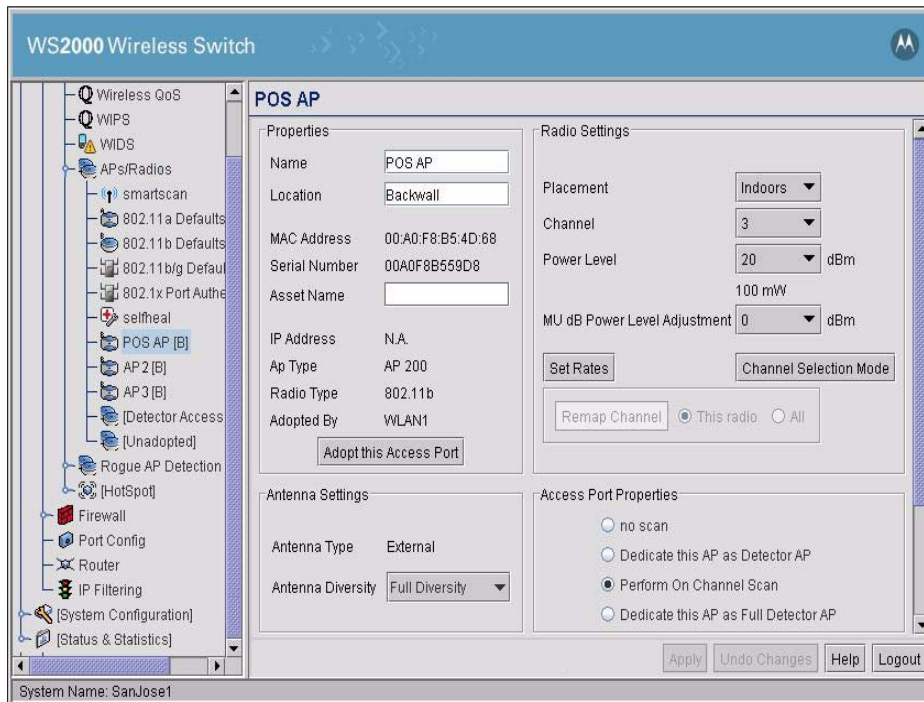 WS2000 Wireless Switch
Wireless QoS
WIPS
WIDS
APs/Radios
smartscan
802.11a Defaults
802.11b Defaults
802.11b/g Defaul
802.1x Port Authe
selfheal
POS AP [B]
AP 2 [B]
AP 3 [B]
[Detector Access
[Unadopted]
Rogue AP Detection
[HotSpot]
Firewall
Port Config
Router
IP Filtering
[System Configuration]
[Status & Statistics]
POS AP
Properties
Name POS AP
Location Backwall
MAC Address 00:A0:F8:B5:4D:68
Serial Number 00A0F8B559D8
Asset Name
IP Address N.A.
Ap Type AP 200
Radio Type 802.11b
Adopted By WLAN1
Adopt this Access Port
Antenna Settings
Antenna Type External
Antenna Diversity Full Diversity
Radio Settings
Placement Indoors
Channel 3
Power Level 20 dBm
100 mW
MU dB Power Level Adjustment 0 dBm
Set Rates Channel Selection Mode
Remap Channel This radio All
Access Port Properties
no scan
Dedicate this AP as Detector AP
Perform On Channel Scan
Dedicate this AP as Full Detector AP
Apply Undo Changes Help Logout
System Name: SanJose1